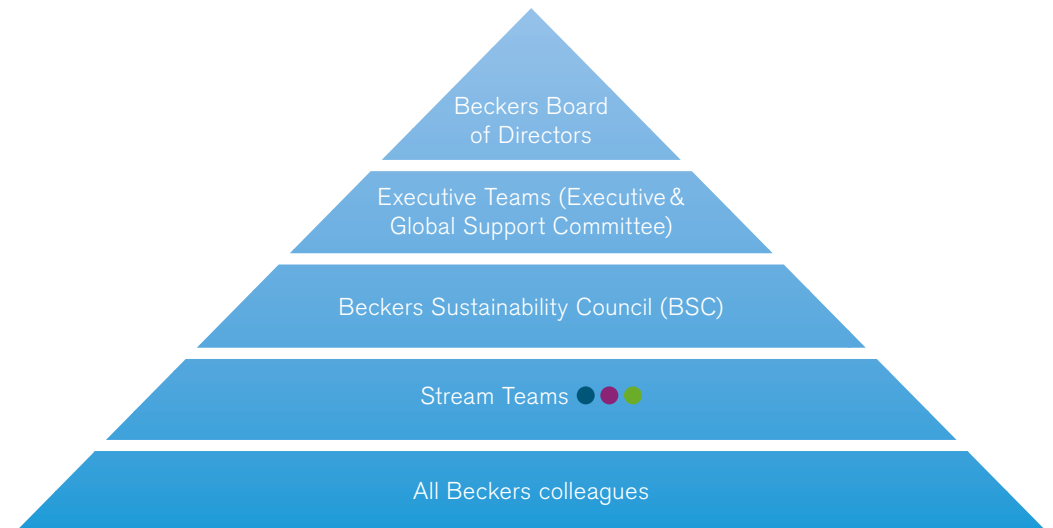 Beckers Board
of Directors
Executive Teams (Executive &
Global Support Committee)
Beckers Sustainability Council (BSC)
Stream Teams
All Beckers colleagues